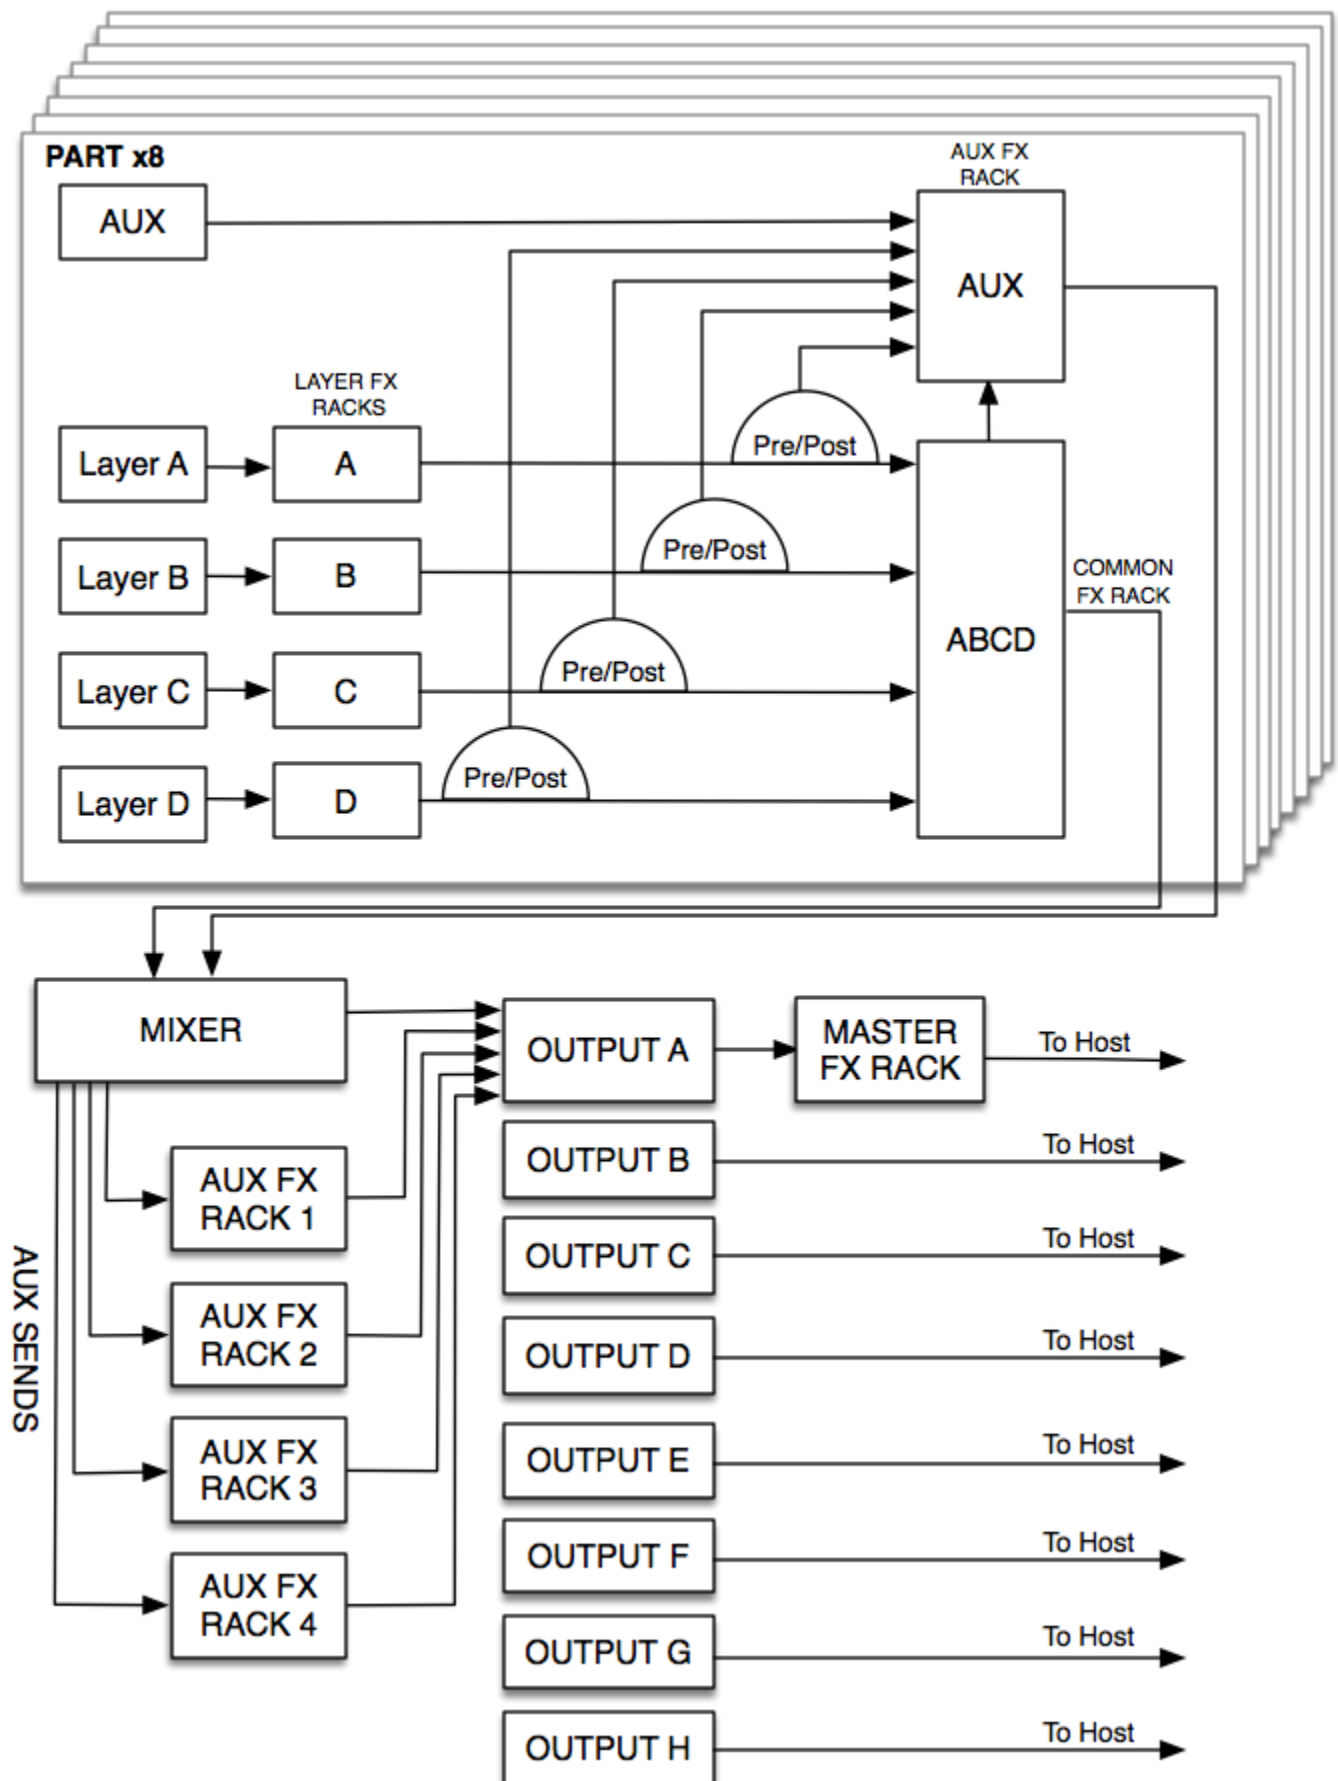 PART x8
AUX FX
RACK
AUX
AUX
LAYER FX
RACKS
Layer A
A
Pre/Post
Layer B
B
Pre/Post
COMMON
FX RACK
ABCD
Layer C
C
Pre/Post
Layer D
D
Pre/Post
MIXER
OUTPUT A
MASTER
FX RACK
To Host
OUTPUT B
To Host
AUX FX
RACK 1
OUTPUT C
To Host
AUX SENDS
AUX FX
RACK 2
OUTPUT D
To Host
AUX FX
RACK 3
OUTPUT E
To Host
AUX FX
RACK 4
OUTPUT F
To Host
OUTPUT G
To Host
OUTPUT H
To Host